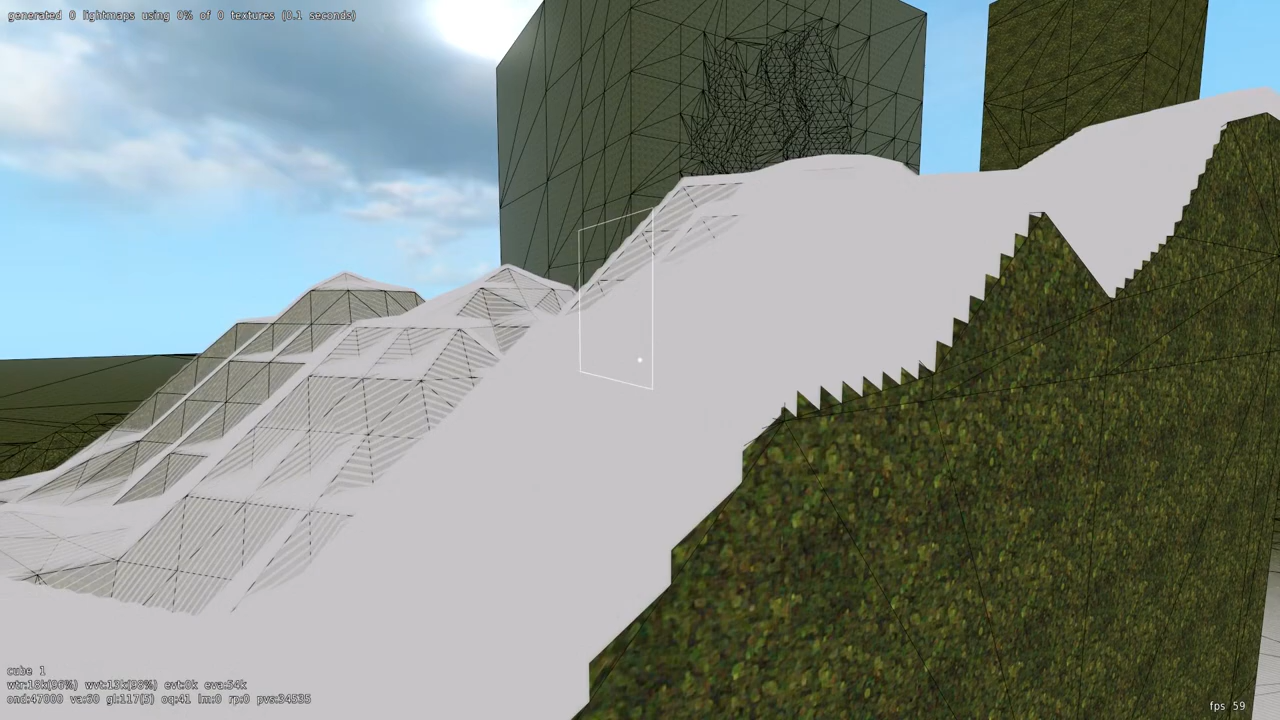 generated 0 lightmaps using 0% of 0 textures (0.1 seconds)
cube 1
wtr:18k(96%) wvt:13k(98%) evt:0k eva:54k
ond:47000 va:60 gl:117(5) oq:41 lm:0 rp:0 pvs:34535
fps 59